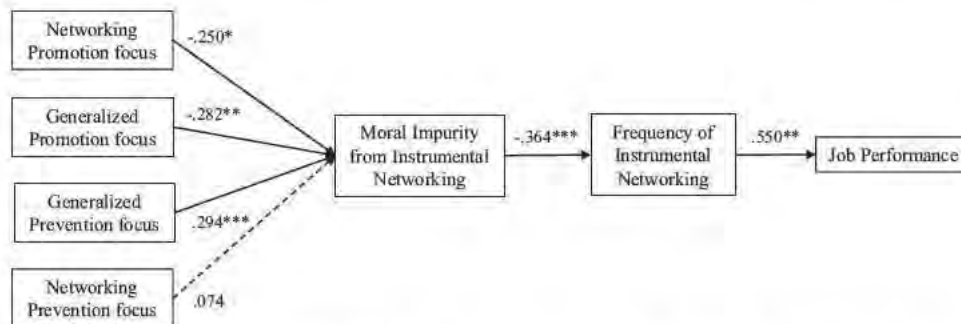 Networking
Promotion focus
-.250*
Generalized
Promotion focus
-.282**
Generalized
Prevention focus
.294***
Networking
Prevention focus
.074
Moral Impurity
from Instrumental
Networking
-.364***
Frequency of
Instrumental
Networking
.550**
Job Performance